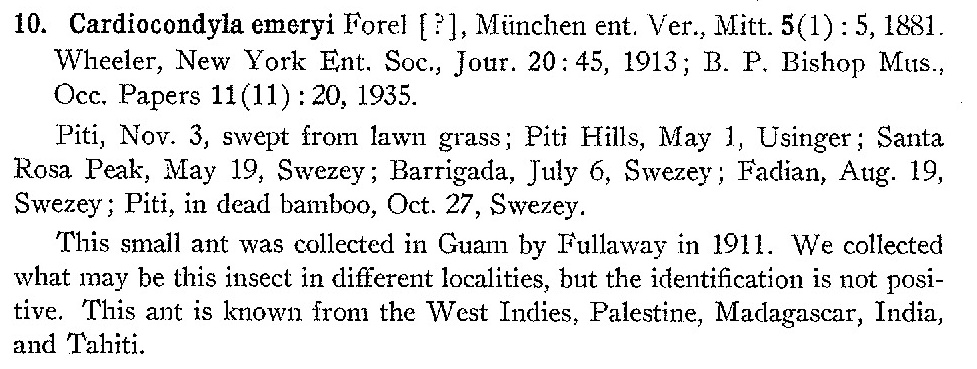 10. Cardiocondyla emeryi Forel [?], München ent. Ver., Mitt. 5(1) : 5, 1881.
Wheeler, New York Ent. Soc., Jour. 20:45, 1913; B. P. Bishop Mus.,
Occ. Papers 11(11) : 20, 1935.
Piti, Nov. 3, swept from lawn grass; Piti Hills, May 1, Usinger; Santa
Rosa Peak, May 19, Swezey; Barrigada, July 6, Swezey; Fadian, Aug. 19,
Swezey; Piti, in dead bamboo, Oct. 27, Swezey.
This small ant was collected in Guam by Fullaway in 1911. We collected
what may be this insect in different localities, but the identification is not posi-
tive. This ant is known from the West Indies, Palestine, Madagascar, India,
and Tahiti.